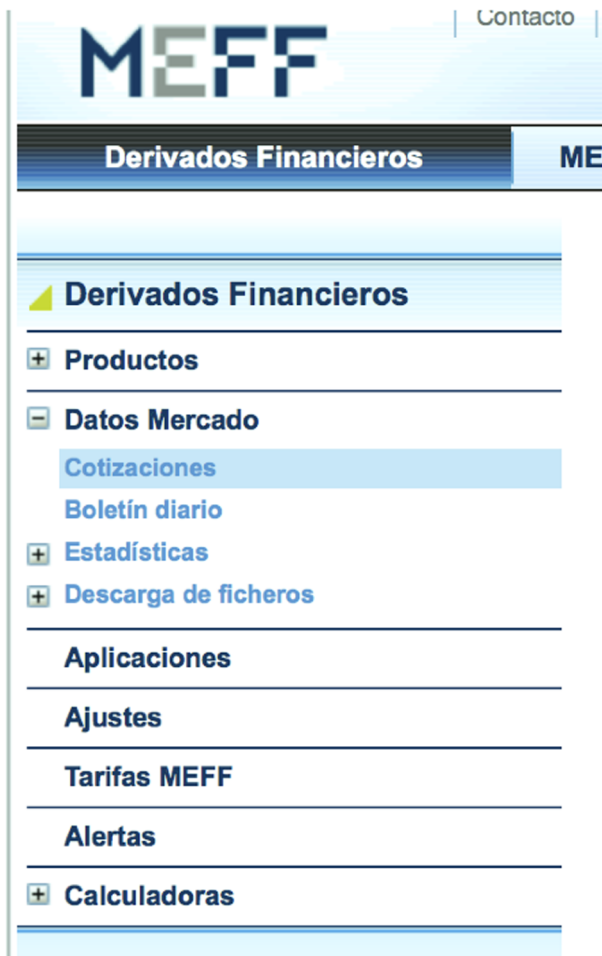 Contacto
MEFF
Derivados Financieros
ME
Derivados Financieros
Productos
Datos Mercado
Cotizaciones
Boletín diario
Estadísticas
Descarga de ficheros
Aplicaciones
Ajustes
Tarifas MEFF
Alertas
Calculadoras